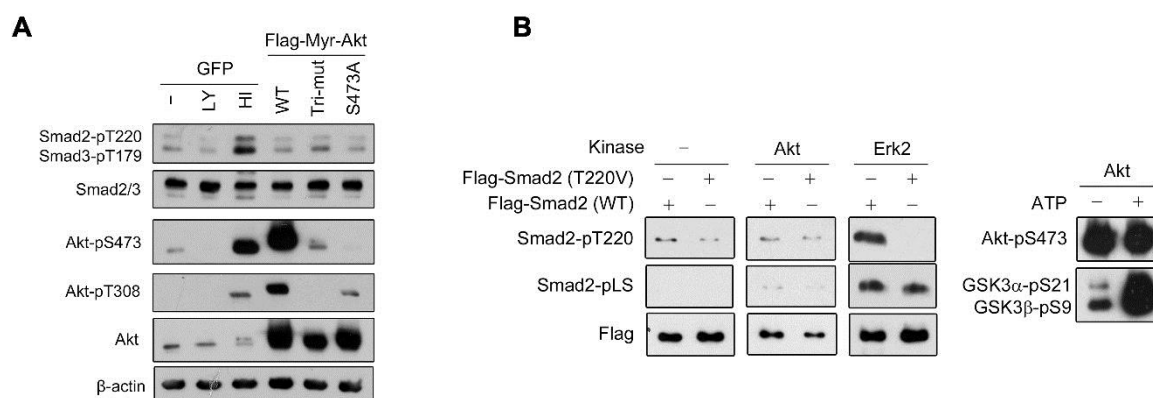 A
Flag-Myr-Akt
GFP
– LY HI WT Tri-mut S473A
Smad2-pT220
Smad3-pT179
Smad2/3
Akt-pS473
Akt-pT308
Akt
β-actin
B
Kinase – Akt Erk2
Flag-Smad2 (T220V) – + – + – +
Flag-Smad2 (WT) + – + – + –
Smad2-pT220
Smad2-pLS
Flag
Akt
ATP – +
Akt-pS473
GSK3α-pS21
GSK3β-pS9